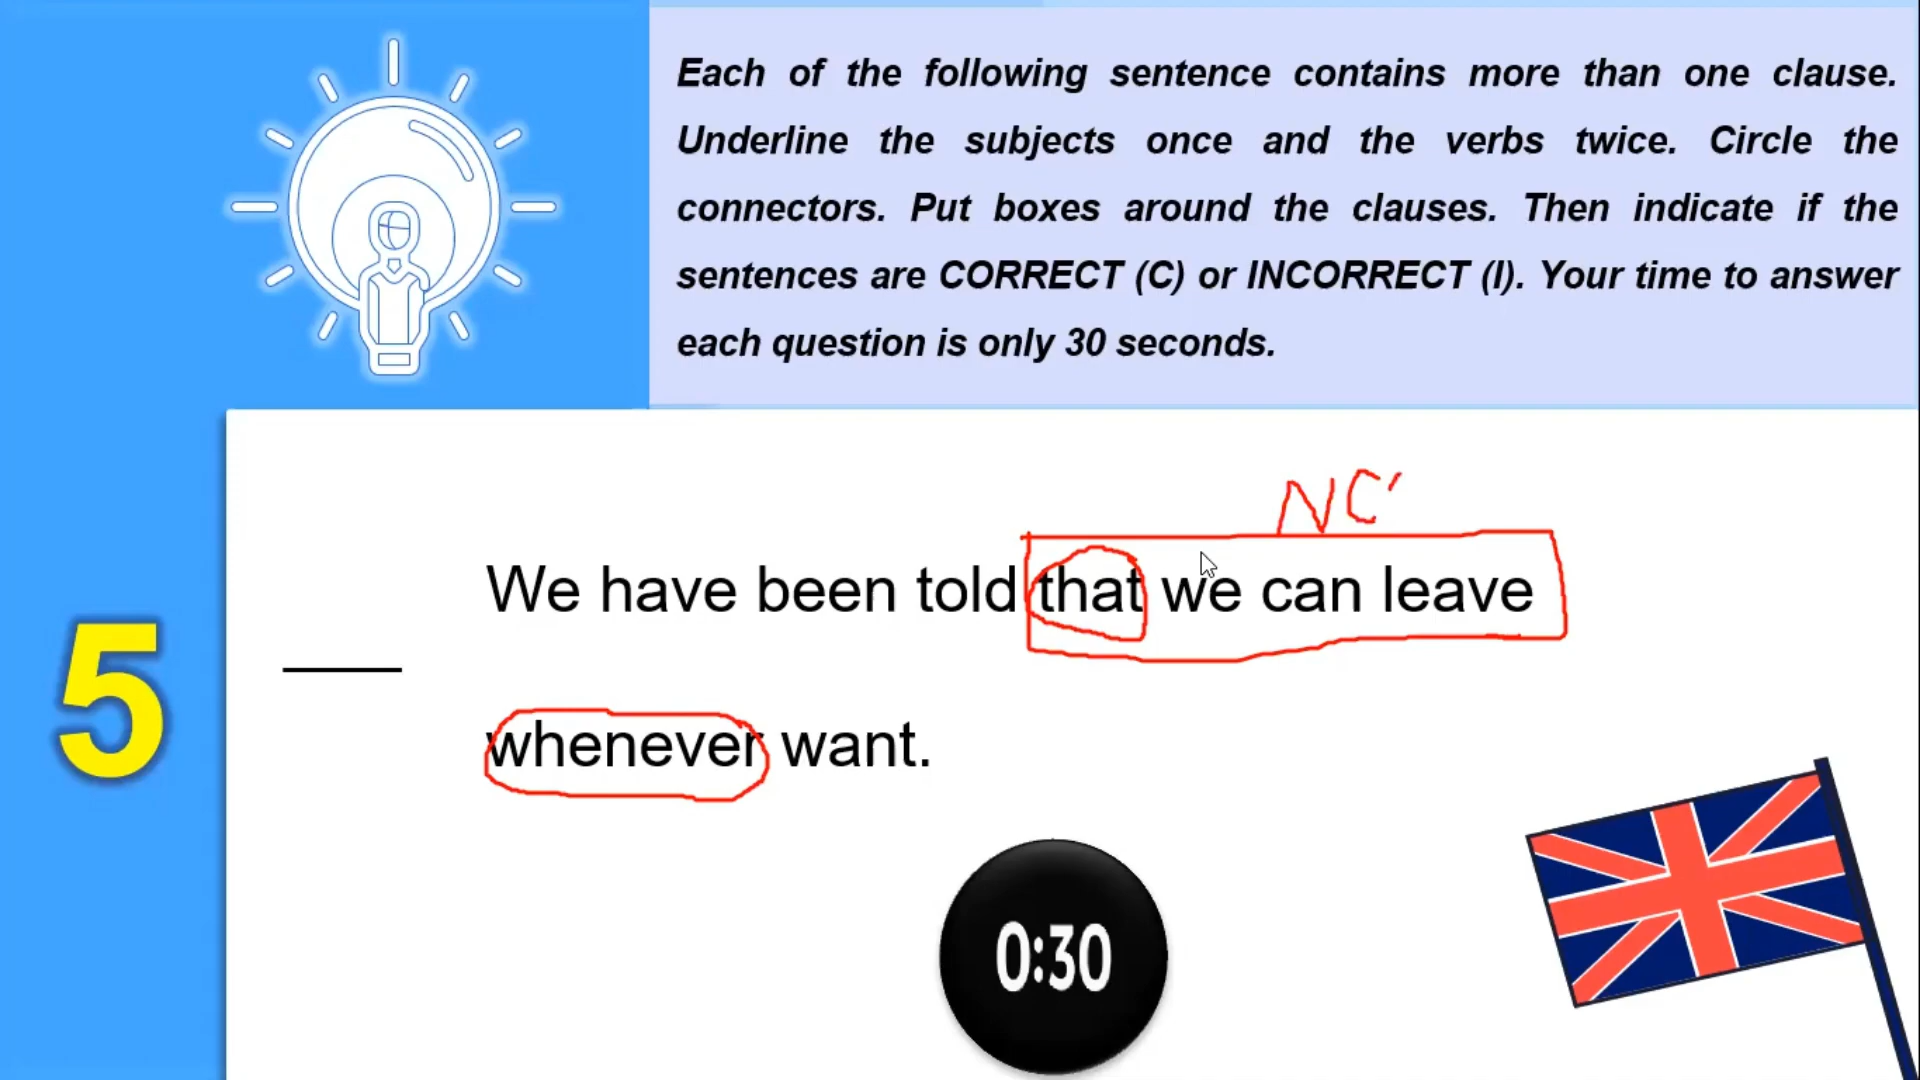 Each of the following sentence contains more than one clause.
Underline the subjects once and the verbs twice. Circle the
connectors. Put boxes around the clauses. Then indicate if the
sentences are CORRECT (C) or INCORRECT (I). Your time to answer
each question is only 30 seconds.
NC'
We have been told that we can leave
5
____
whenever want.
0:30